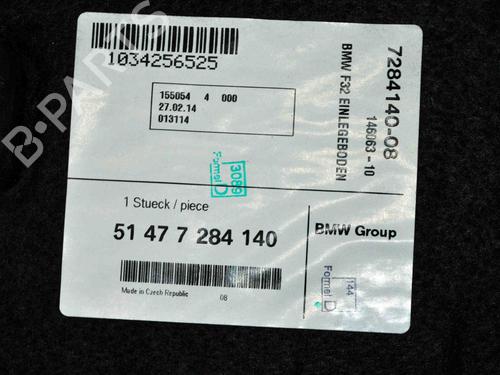 1034256525
155054 4 000
27.02.14
013114
3089
Formel D
7284140-08
146063-10
BMW F32 EINLEGEBODEN
1 Stueck / piece
51 47 7 284 140
BMW Group
144
Formel D
Made in Czech Republic 08
B-PARTS